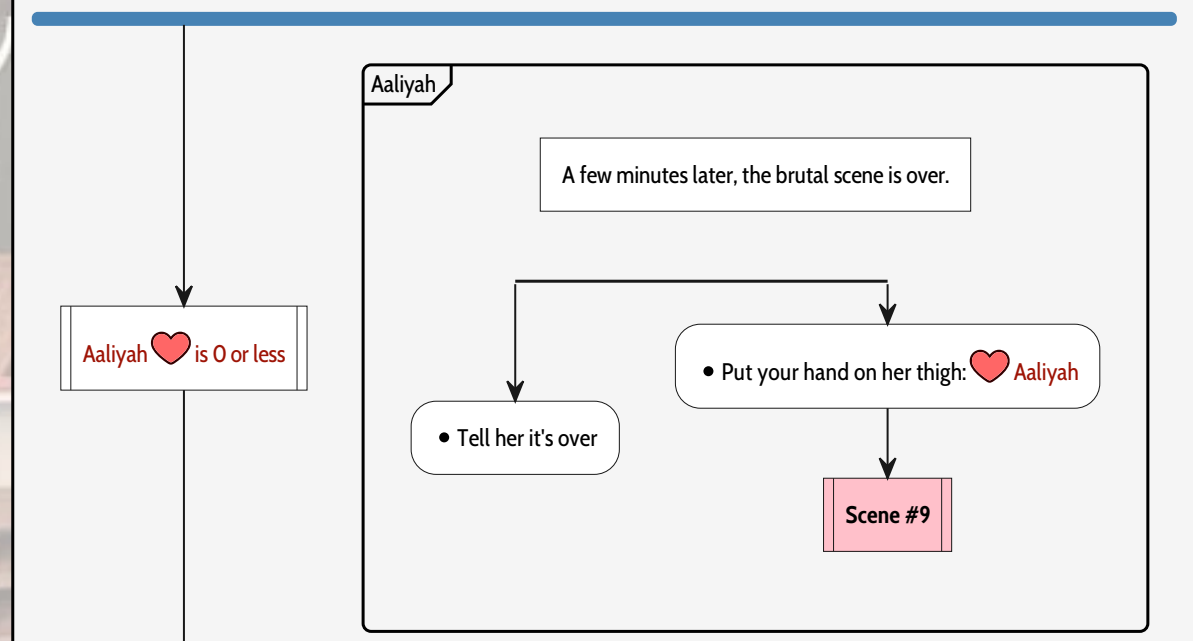 Aaliyah
A few minutes later, the brutal scene is over.
Aaliyah is 0 or less
• Put your hand on her thigh: Aaliyah
• Tell her it's over
Scene #9